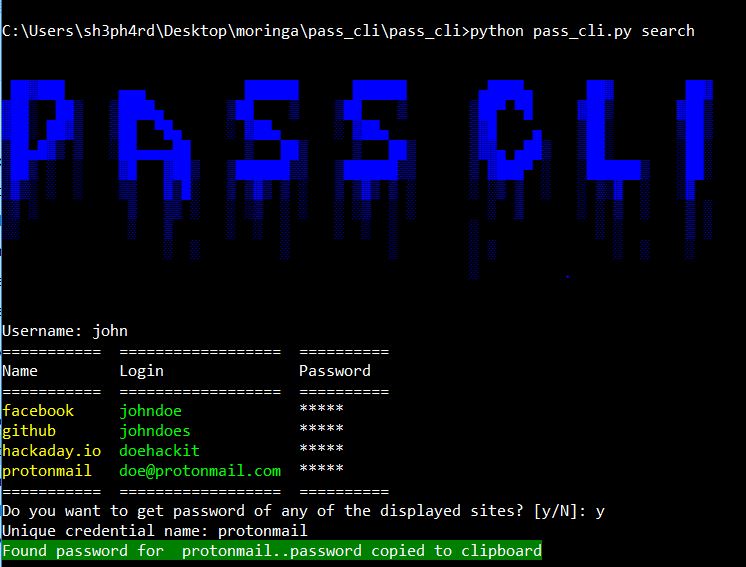 C:\Users\sh3ph4rd\Desktop\moringa\pass_cli\pass_cli>python pass_cli.py search
PASS CLI
Username: john
===========  ==================  ==========
Name         Login               Password
===========  ==================  ==========
facebook     johndoe             *****
github       johndoes            *****
hackaday.io  doehackit           *****
protonmail   doe@protonmail.com  *****
===========  ==================  ==========
Do you want to get password of any of the displayed sites? [y/N]: y
Unique credential name: protonmail
Found password for  protonmail..password copied to clipboard